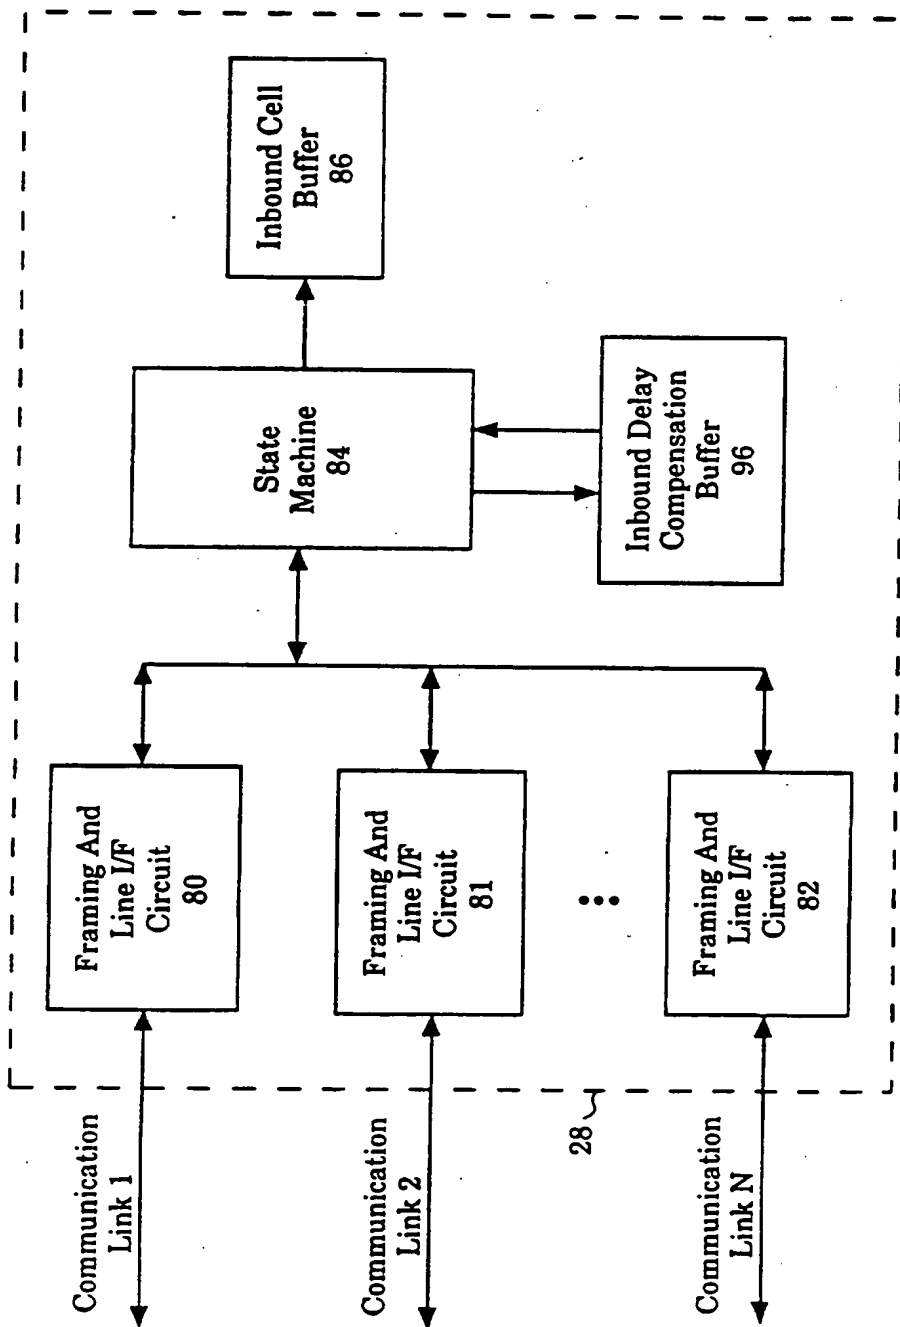 Communication
Link 1
Framing And
Line I/F
Circuit
80
Communication
Link 2
Framing And
Line I/F
Circuit
81
Communication
Link N
Framing And
Line I/F
Circuit
82
28
State
Machine
84
Inbound Cell
Buffer
86
Inbound Delay
Compensation
Buffer
96